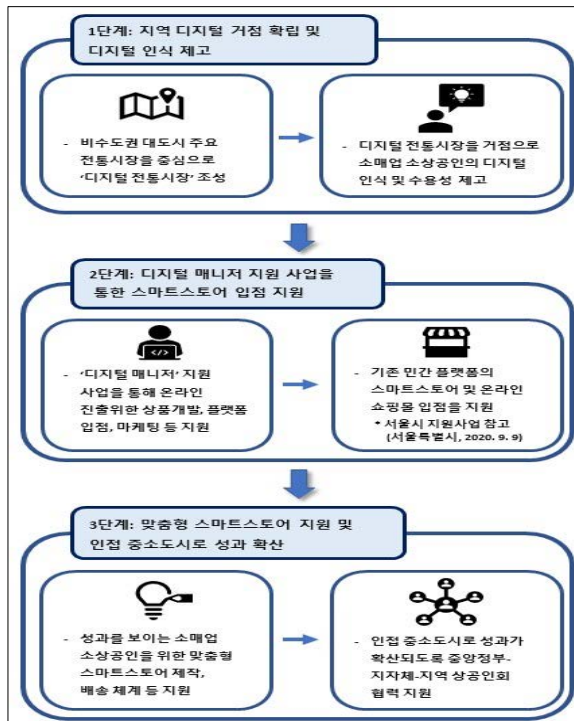 1단계: 지역 디지털 거점 확립 및
디지털 인식 제고
- 비수도권 대도시 주요
전통시장을 중심으로
'디지털 전통시장' 조성
- 디지털 전통시장을 거점으로
소매업 소상공인의 디지털
인식 및 수용성 제고
2단계: 디지털 매니저 지원 사업을
통한 스마트스토어 입점 지원
- '디지털 매니저' 지원
사업을 통해 온라인
진출위한 상품개발, 플랫폼
입점, 마케팅 등 지원
- 기존 민간 플랫폼의
스마트스토어 및 온라인
쇼핑몰 입점을 지원
* 서울시 지원사업 참고
(서울특별시, 2020. 9. 9)
3단계: 맞춤형 스마트스토어 지원 및
인접 중소도시로 성과 확산
- 성과를 보이는 소매업
소상공인을 위한 맞춤형
스마트스토어 제작,
배송 체계 등 지원
- 인접 중소도시로 성과가
확산되도록 중앙정부-
지자체-지역 상공인회
협력 지원